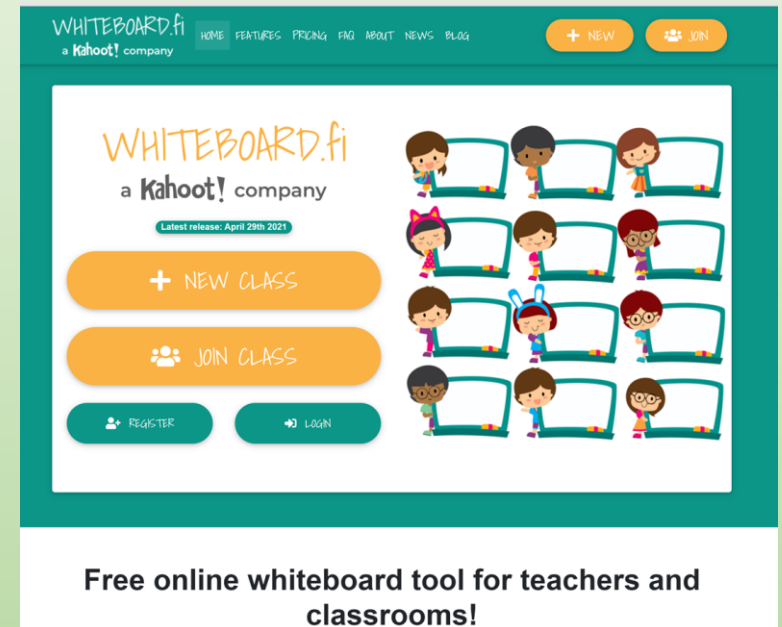 WHITEBOARD.fi
a Kahoot! company
HOME FEATURES PRICING FAQ ABOUT NEWS BLOG
NEW JOIN
WHITEBOARD.fi
a Kahoot! company
Latest release: April 29th 2021
NEW CLASS
JOIN CLASS
REGISTER LOGIN
Free online whiteboard tool for teachers and
classrooms!